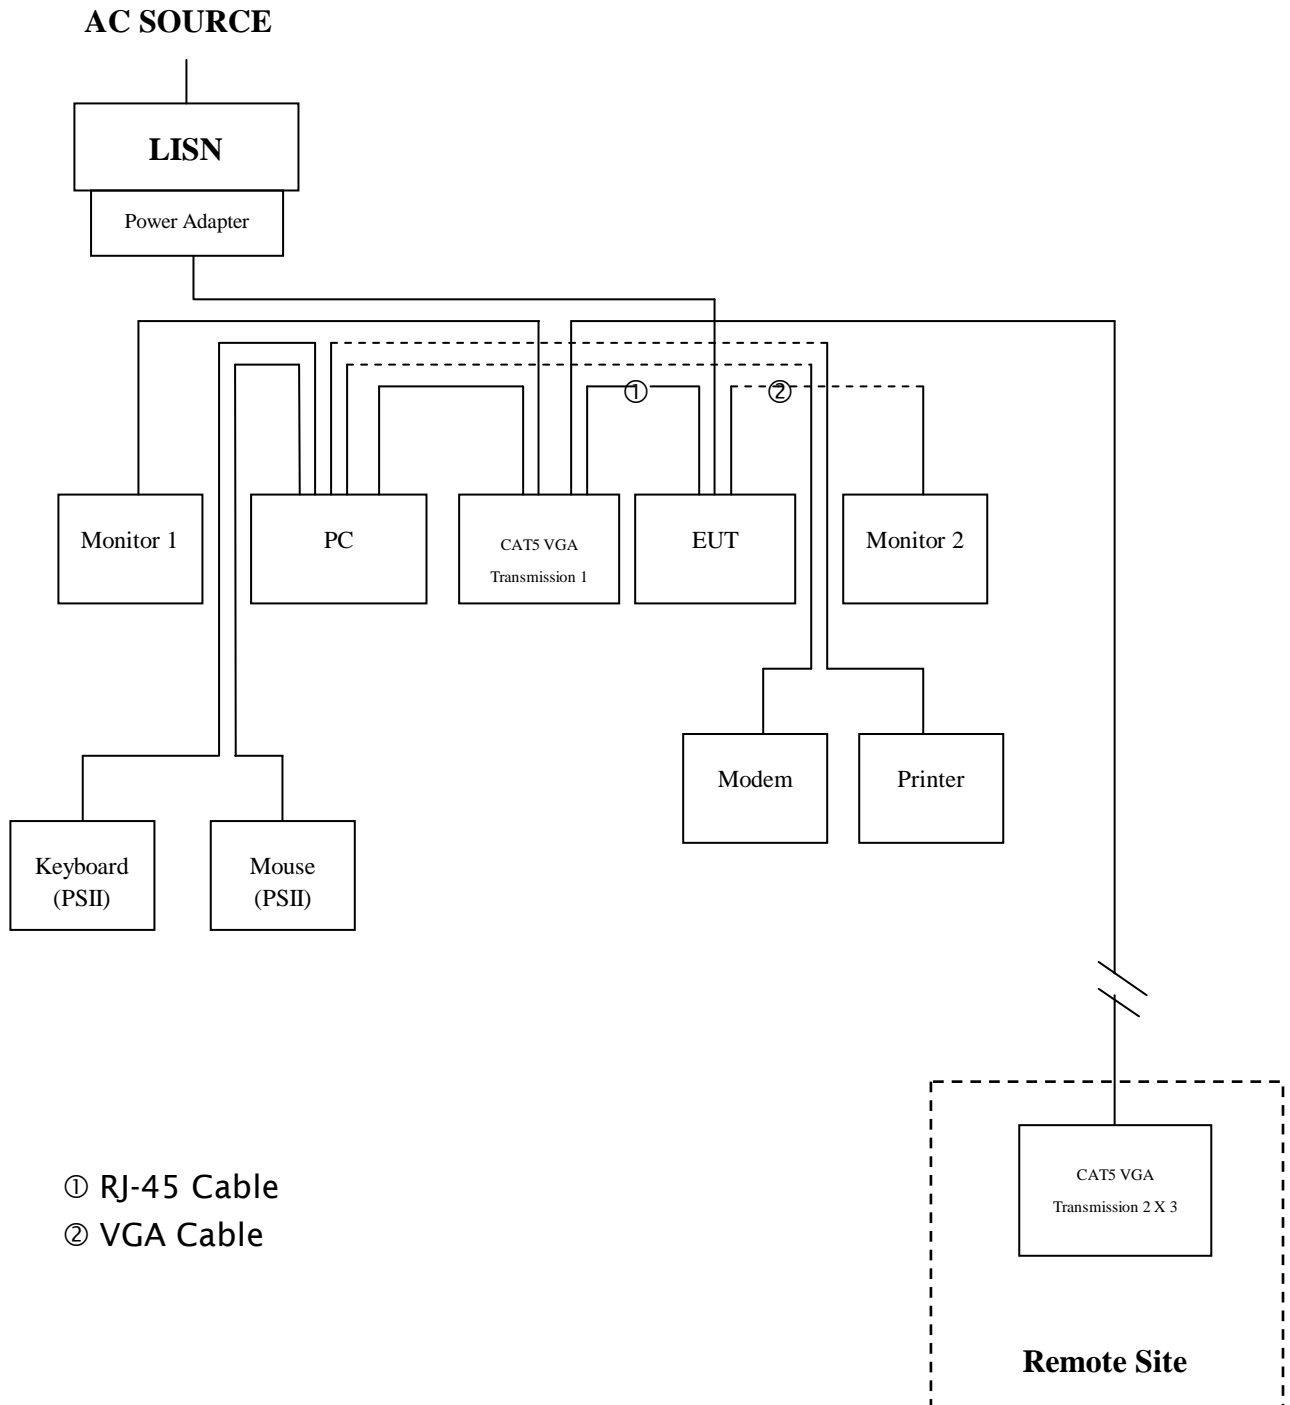 AC SOURCE
LISN
Power Adapter
① ②
Monitor 1
PC
CAT5 VGA
Transmission 1
EUT
Monitor 2
Modem
Printer
Keyboard
(PSII)
Mouse
(PSII)
CAT5 VGA
Transmission 2 X 3
① RJ-45 Cable
② VGA Cable
Remote Site